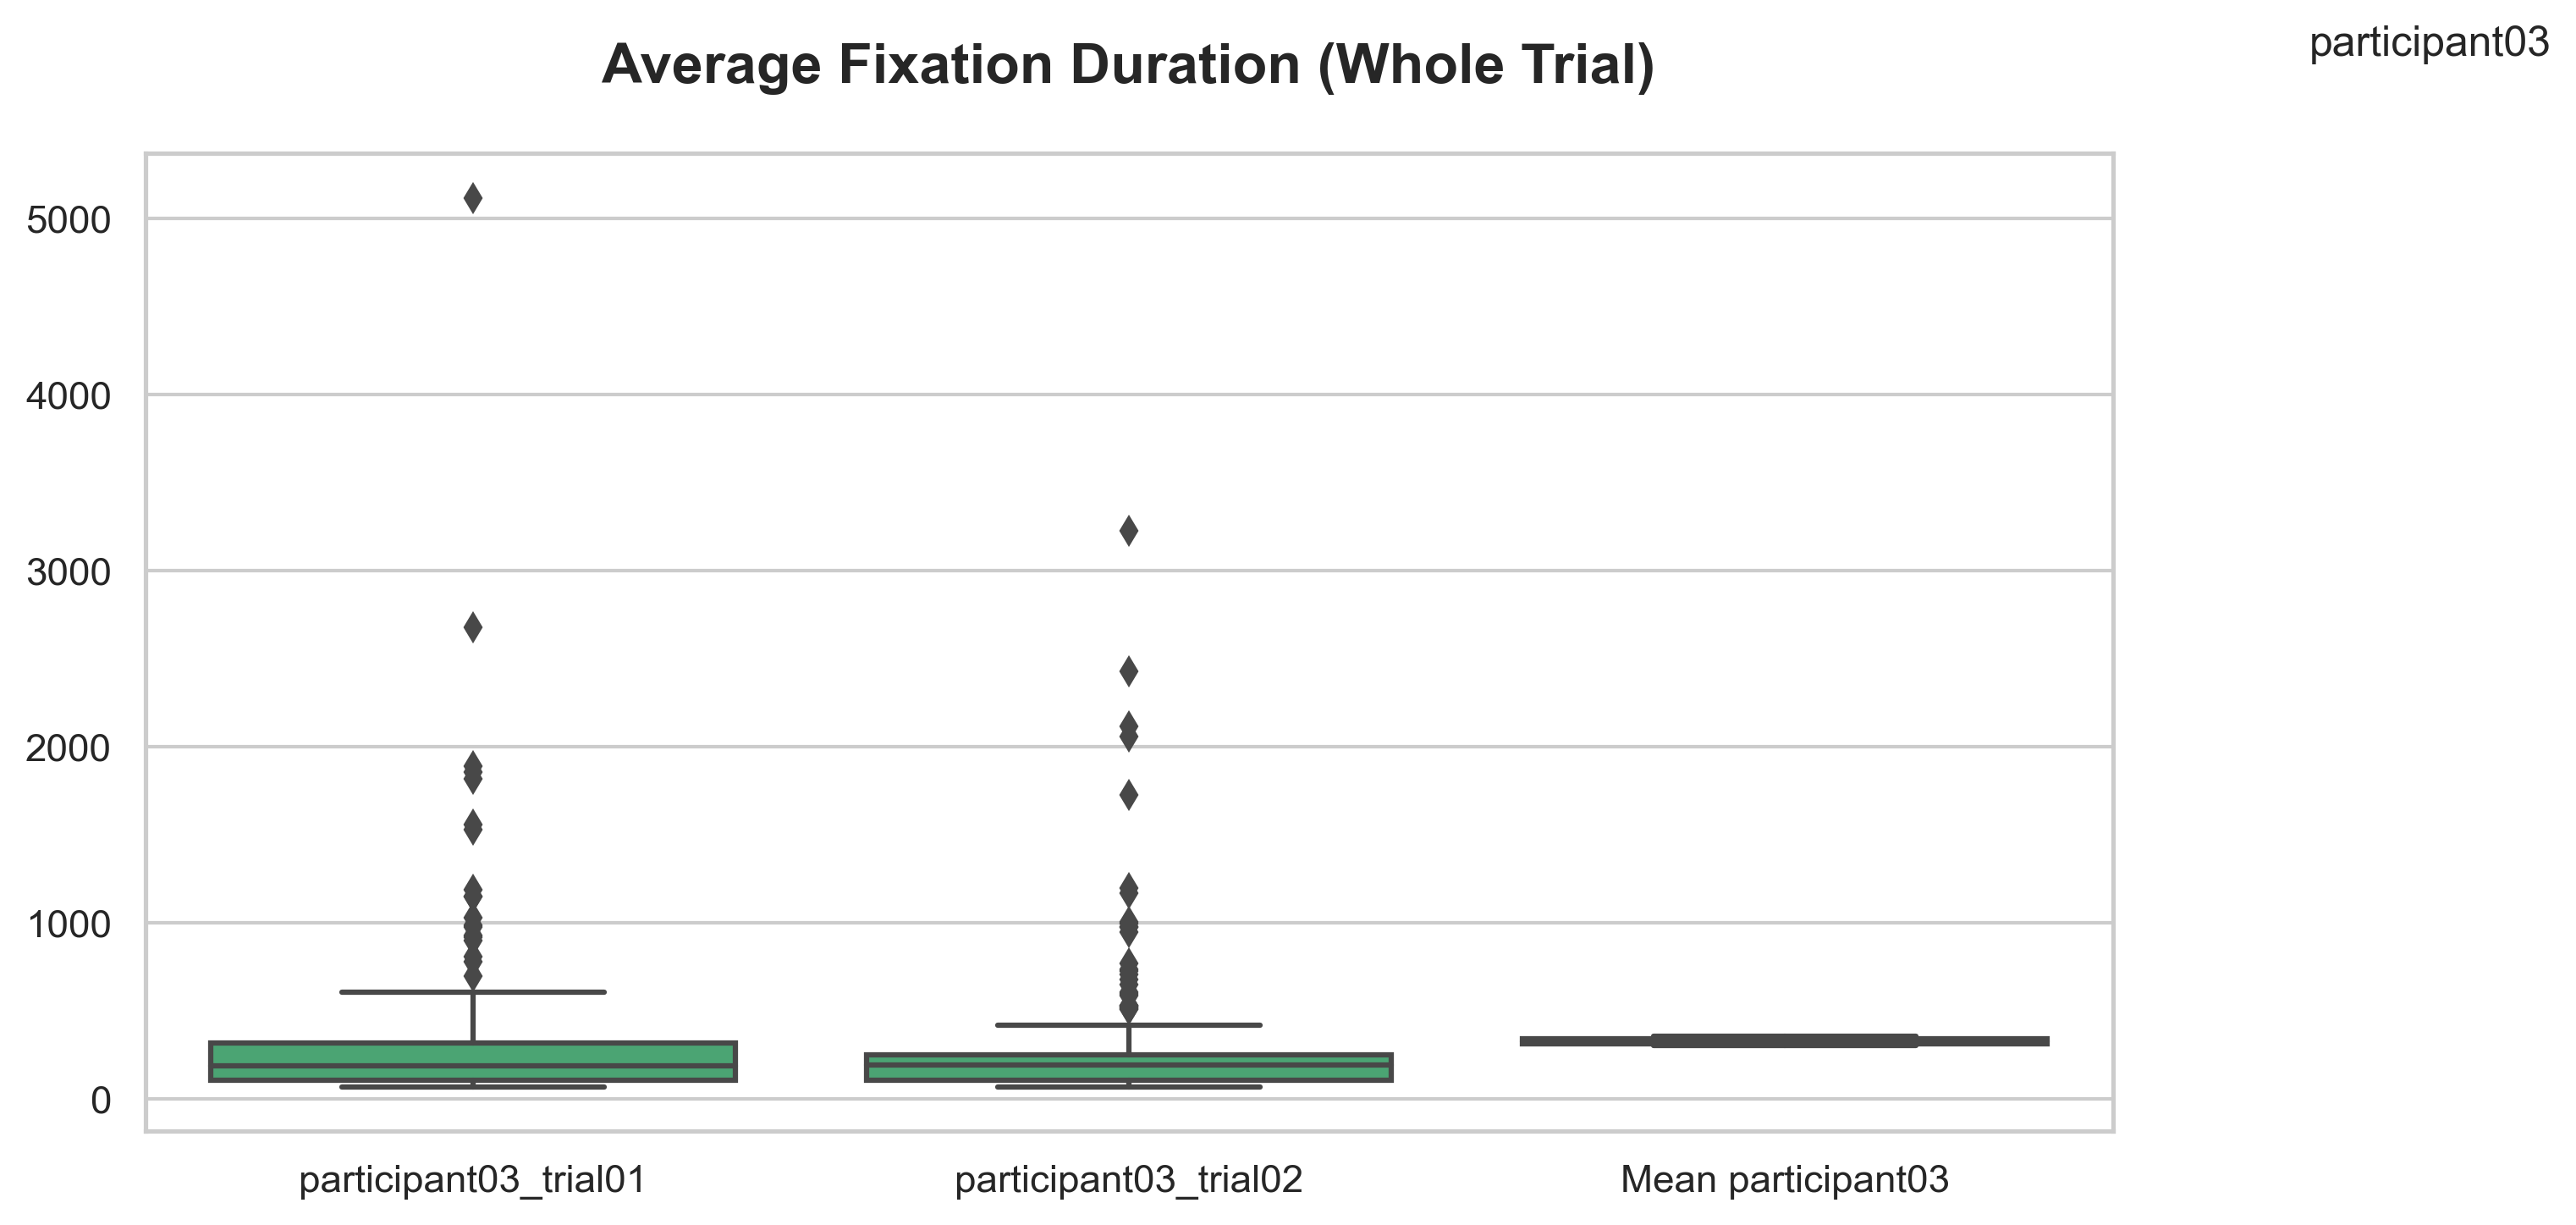 participant03
Average Fixation Duration (Whole Trial)
5000
4000
3000
2000
1000
0
participant03_trial01
participant03_trial02
Mean participant03